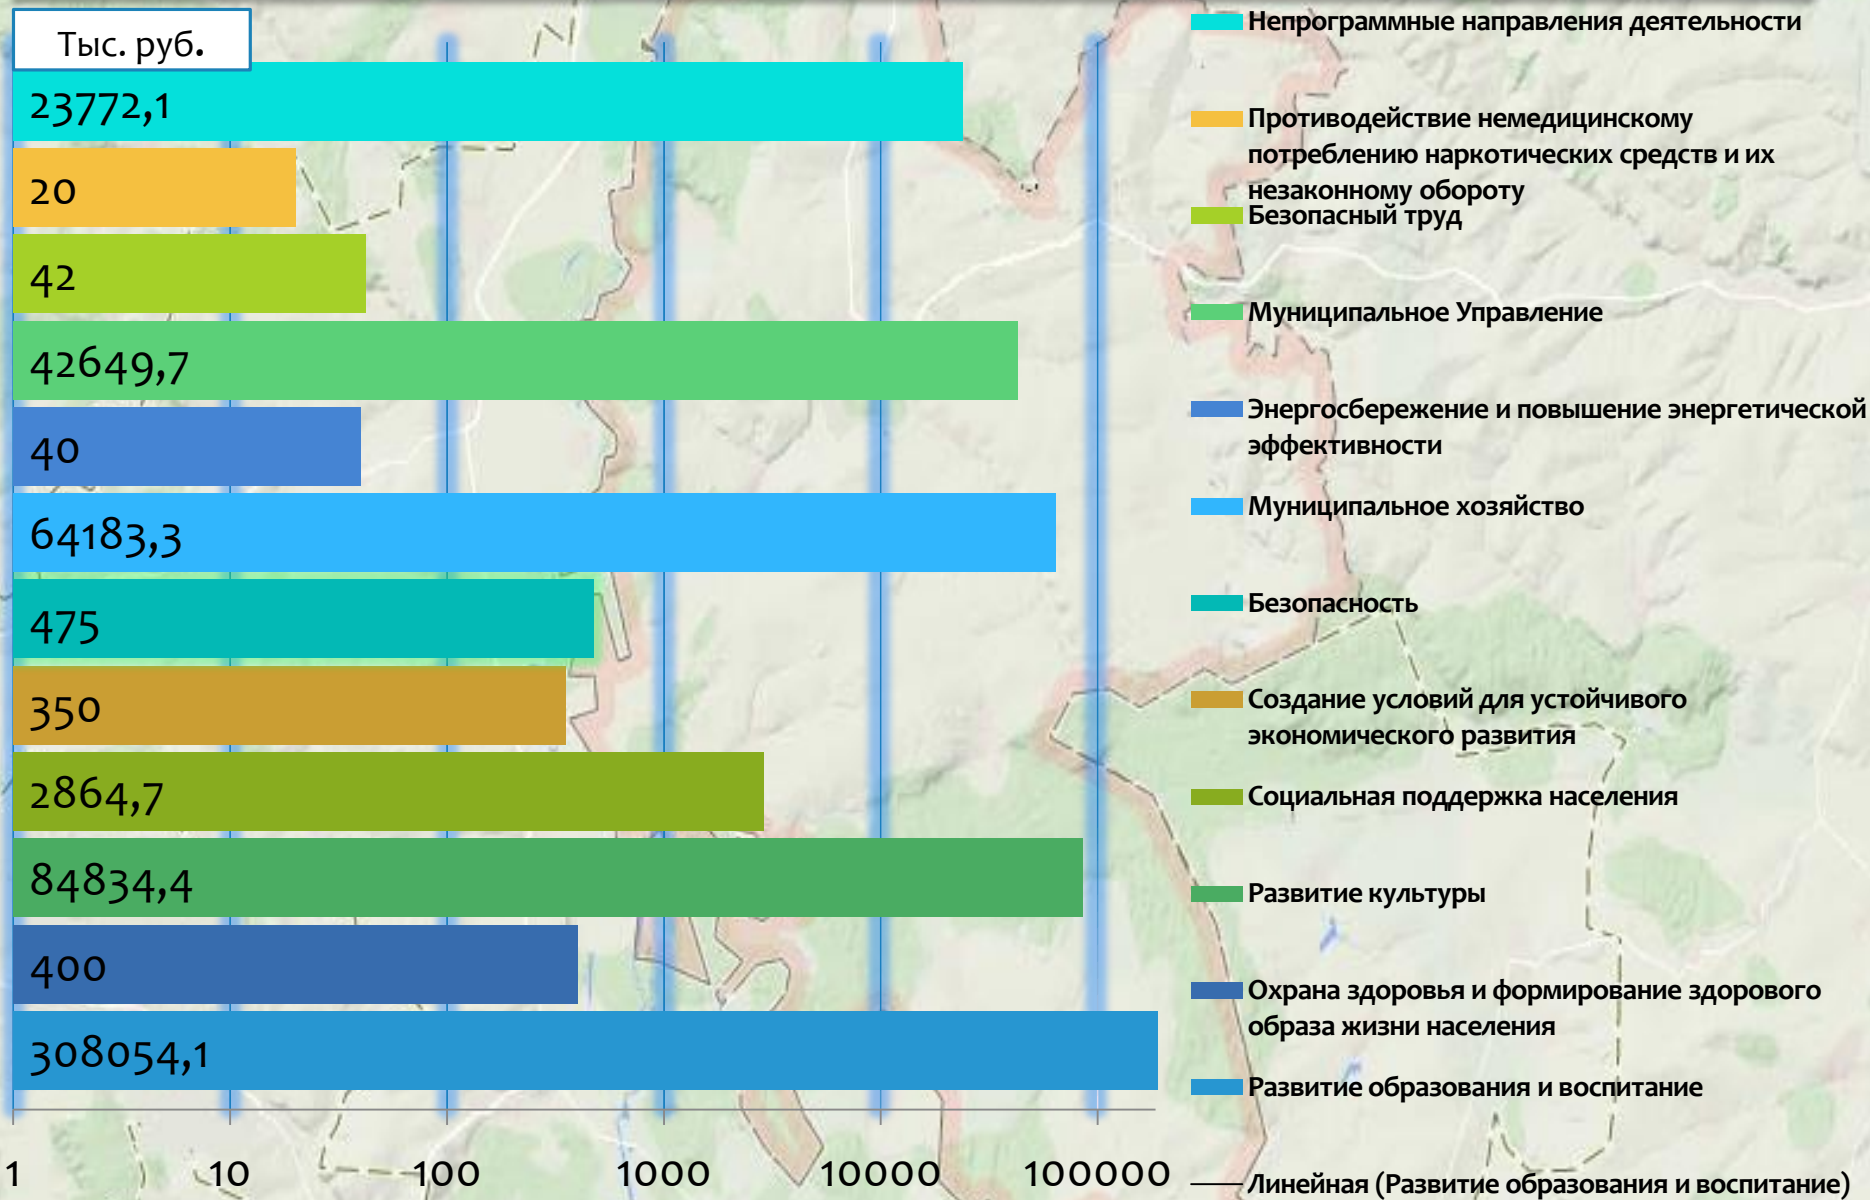 Тыс. руб.
23772,1
20
42
42649,7
40
64183,3
475
350
2864,7
84834,4
400
308054,1
1 10 100 1000 10000 100000
Непрограммные направления деятельности
Противодействие немедицинскому
потреблению наркотических средств и их
незаконному обороту
Безопасный труд
Муниципальное Управление
Энергосбережение и повышение энергетической
эффективности
Муниципальное хозяйство
Безопасность
Создание условий для устойчивого
экономического развития
Социальная поддержка населения
Развитие культуры
Охрана здоровья и формирование здорового
образа жизни населения
Развитие образования и воспитание
Линейная (Развитие образования и воспитание)